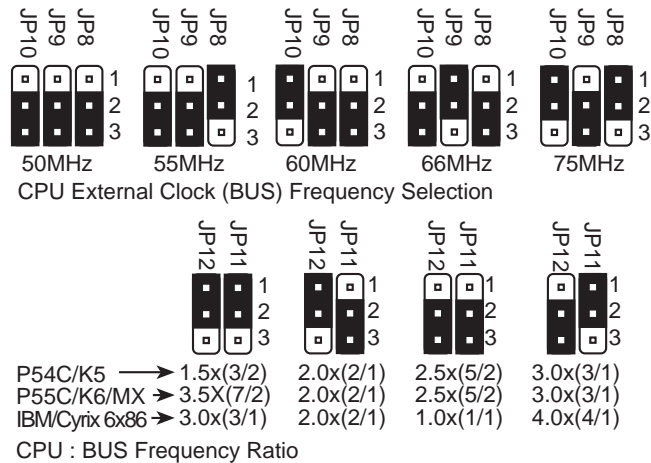 JP10 JP9 JP8 JP10 JP9 JP8 JP10 JP9 JP8 JP10 JP9 JP8 JP10 JP9 JP8
1 1 1 1 1
2 2 2 2 2
3 3 3 3 3
50MHz 55MHz 60MHz 66MHz 75MHz
CPU External Clock (BUS) Frequency Selection
JP12 JP11 JP12 JP11 JP12 JP11 JP12 JP11
1 1 1 1
2 2 2 2
3 3 3 3
P54C/K5 1.5x(3/2) 2.0x(2/1) 2.5x(5/2) 3.0x(3/1)
P55C/K6/MX 3.5X(7/2) 2.0x(2/1) 2.5x(5/2) 3.0x(3/1)
IBM/Cyrix 6x86 3.0x(3/1) 2.0x(2/1) 1.0x(1/1) 4.0x(4/1)
CPU : BUS Frequency Ratio